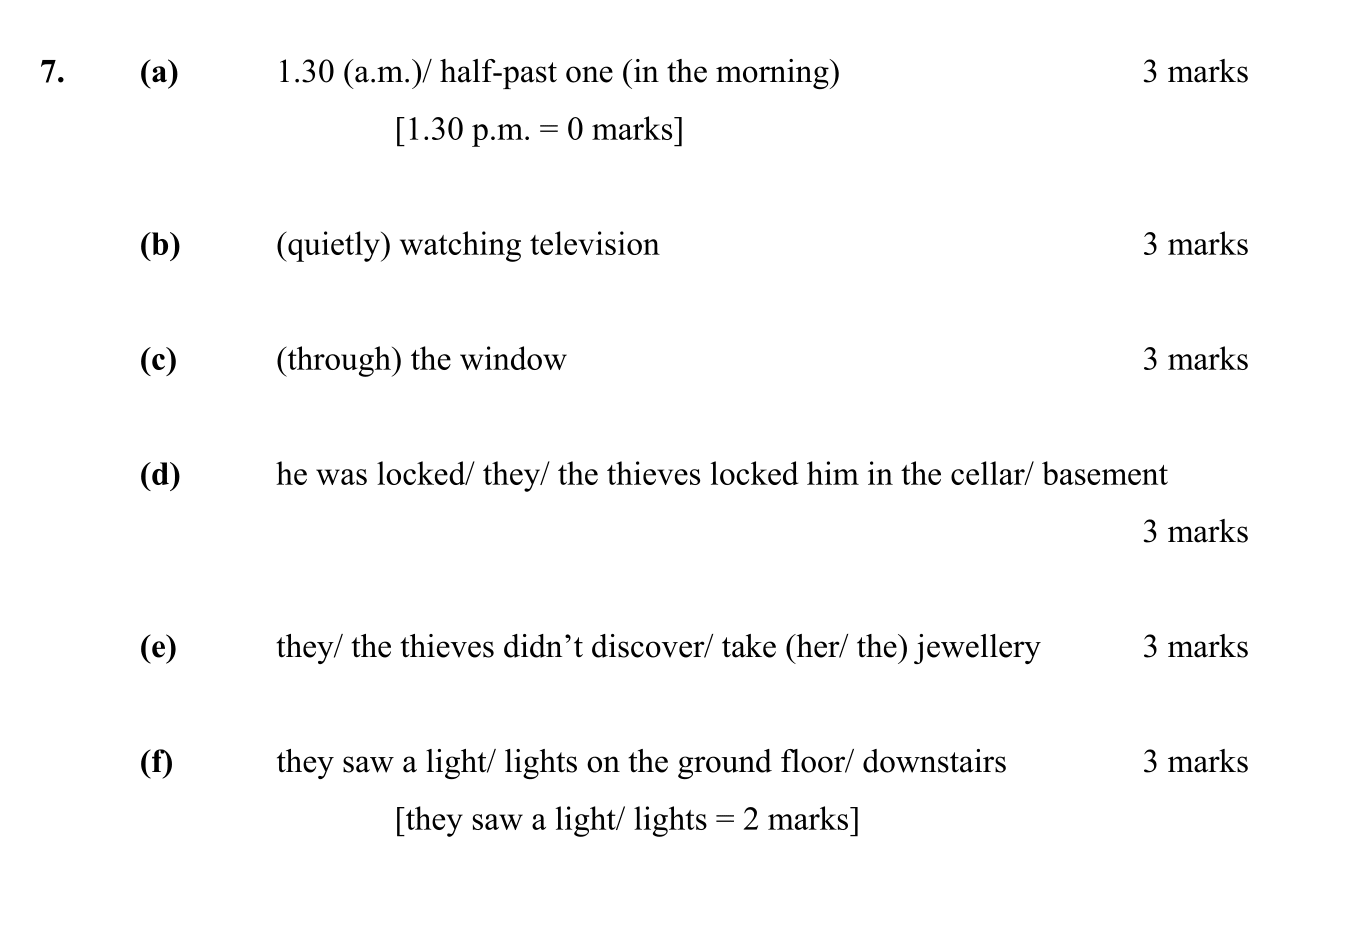 7. (a) 1.30 (a.m.)/ half-past one (in the morning) 3 marks
[1.30 p.m. = 0 marks]
(b) (quietly) watching television 3 marks
(c) (through) the window 3 marks
(d) he was locked/ they/ the thieves locked him in the cellar/ basement
3 marks
(e) they/ the thieves didn’t discover/ take (her/ the) jewellery 3 marks
(f) they saw a light/ lights on the ground floor/ downstairs 3 marks
[they saw a light/ lights = 2 marks]